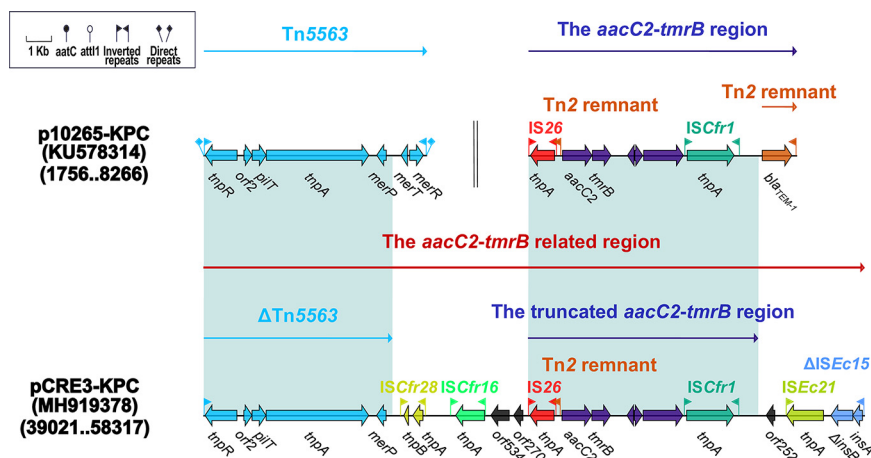 1 Kb aatC attI1 Inverted repeats Direct repeats
Tn5563 The aacC2-tmrB region
Tn2 remnant Tn2 remnant
IS26 ISCfr1
p10265-KPC
(KU578314)
(1756..8266)
tnpR orf2 pilT tnpA merP merT merR tnpA aacC2 tmrB tnpA blaTEM-1
The aacC2-tmrB related region
ΔTn5563 The truncated aacC2-tmrB region
Tn2 remnant ΔISEc15
ISCfr28 ISCfr16 IS26 ISCfr1 ISEc21
pCRE3-KPC
(MH919378)
(39021..58317)
tnpR orf2 pilT tnpA merP tnpB tnpA tnpA orf534 orf270 tnpA aacC2 tmrB tnpA orf252 tnpA ΔinsB insA